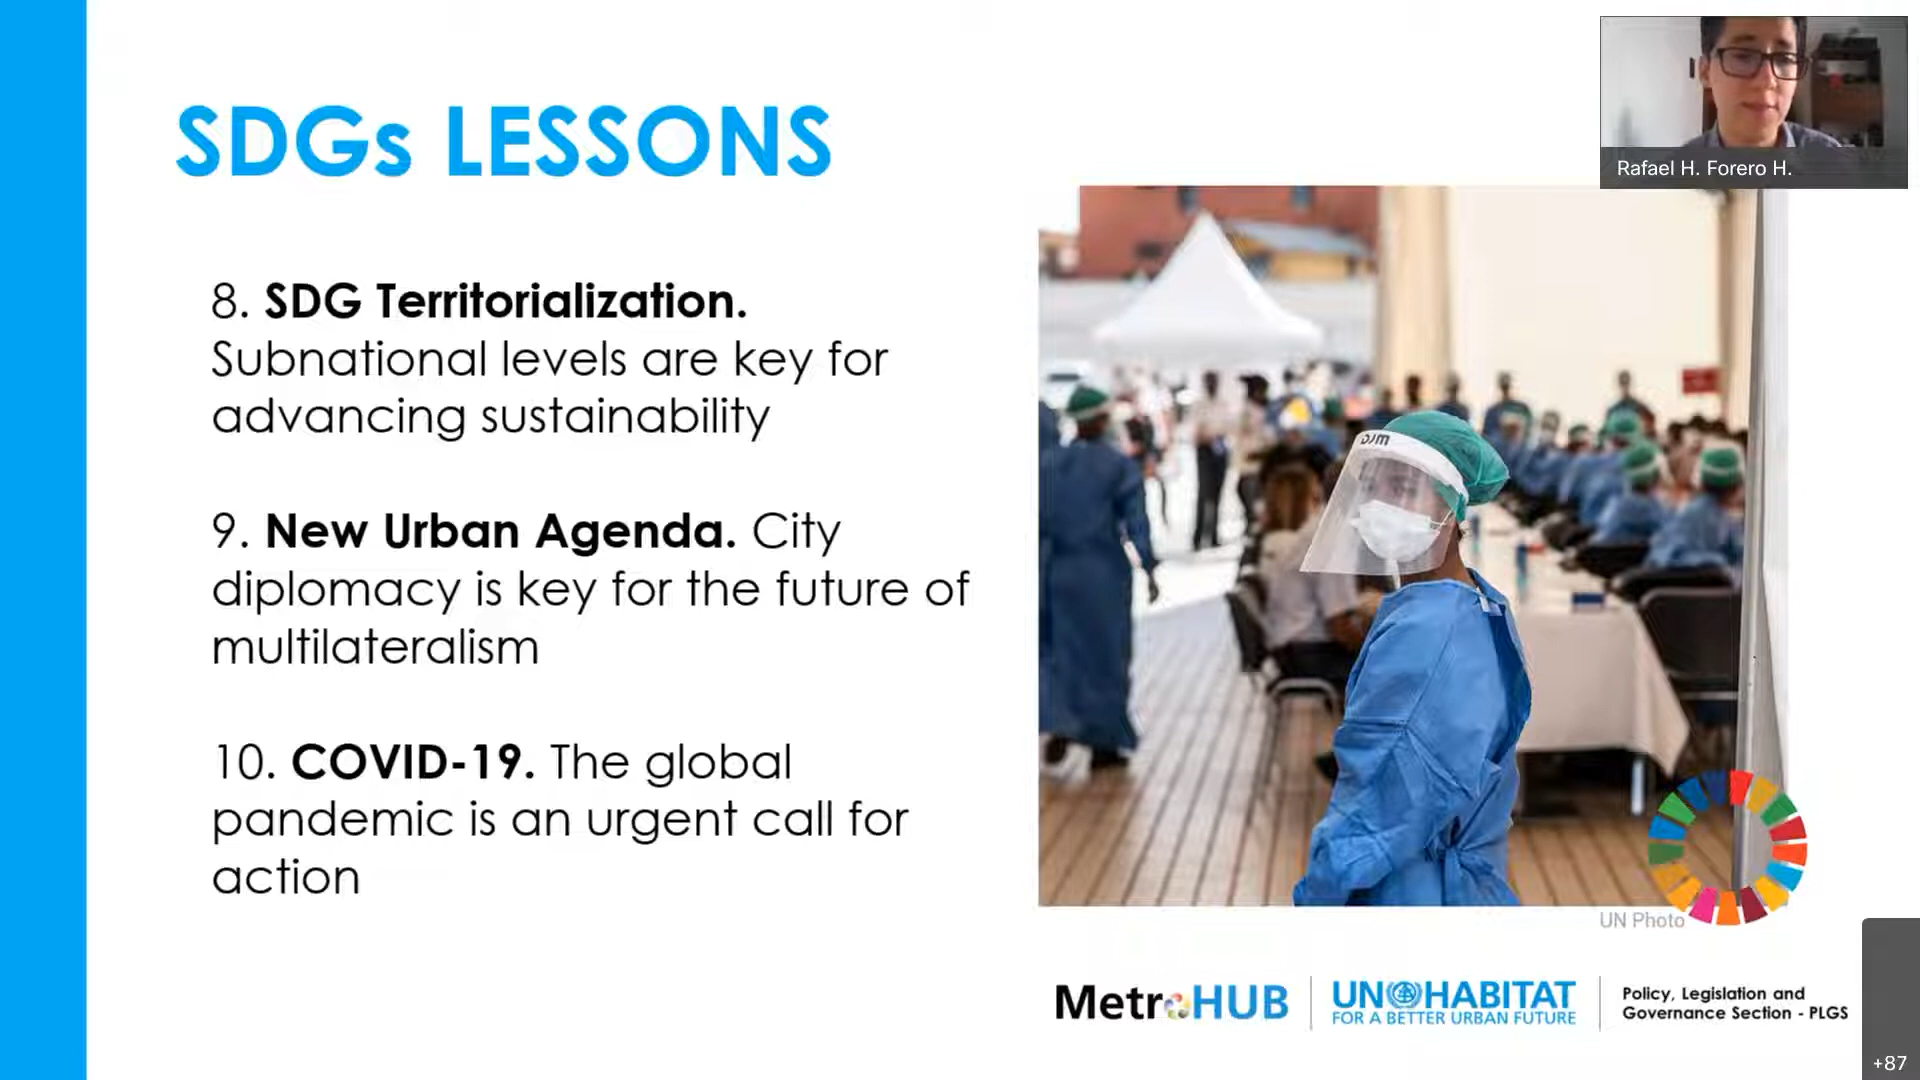 SDGs LESSONS
Rafael H. Forero H.
8. SDG Territorialization.
Subnational levels are key for
advancing sustainability
9. New Urban Agenda. City
diplomacy is key for the future of
multilateralism
10. COVID-19. The global
pandemic is an urgent call for
action
UN Photo
MetroHUB
UN HABITAT
FOR A BETTER URBAN FUTURE
Policy, Legislation and
Governance Section - PLGS
+87